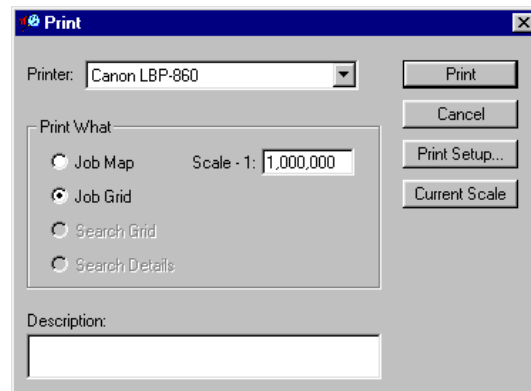 Print
Printer: Canon LBP-860
Print
Cancel
Print What
Job Map Scale - 1: 1,000,000
Print Setup...
Job Grid
Current Scale
Search Grid
Search Details
Description: